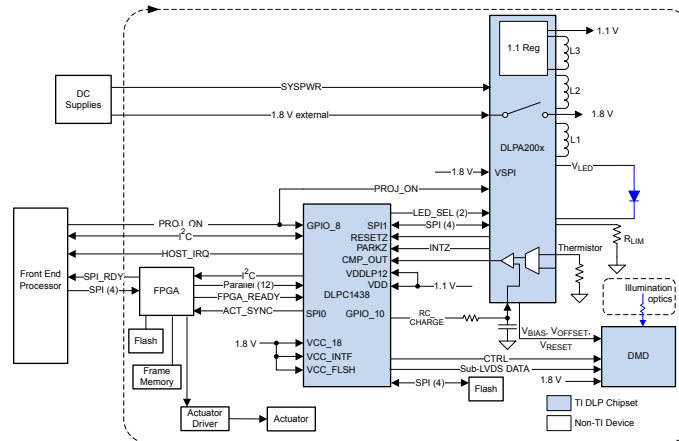 1.1 V
1.1 Reg
L3
DC
Supplies
SYSPWR
L2
1.8 V external
1.8 V
L1
DLPA200x
VLED
1.8 V
VSPI
PROJ_ON
PROJ_ON
GPIO_8
LED_SEL (2)
I2C
SPI1
SPI (4)
RESETZ
RLIM
HOST_IRQ
PARKZ
INTZ
Thermistor
Front End
Processor
CMP_OUT
SPI_RDY
I2C
VDDLP12
SPI (4)
FPGA
Parallel (12)
VDD
1.1 V
FPGA_READY
DLPC1438
Illumination
optics
ACT_SYNC
SPI0
GPIO_10
RC_
CHARGE
Flash
VBIAS, VOFFSET,
VRESET
1.8 V
VCC_18
VCC_INTF
VCC_FLSH
CTRL
DMD
Frame
Memory
Sub-LVDS DATA
SPI (4)
Flash
1.8 V
Actuator
Driver
Actuator
TI DLP Chipset
Non-TI Device